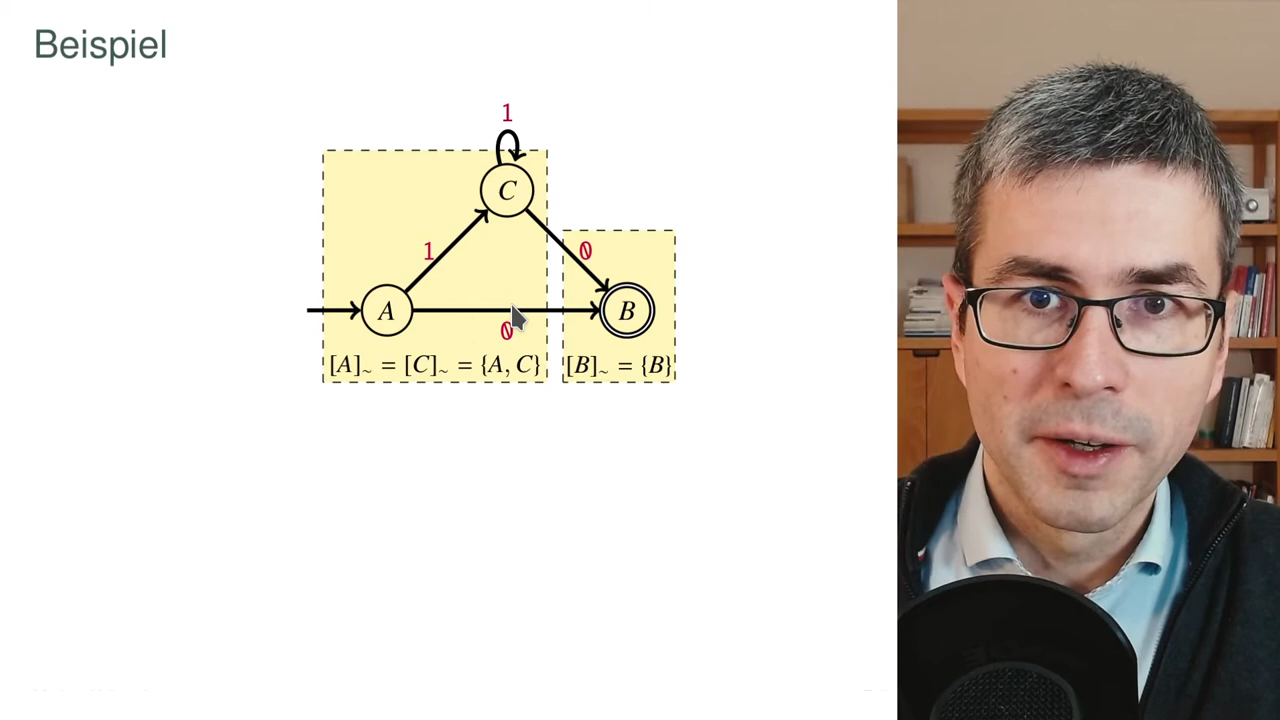 Beispiel
1
C
1
0
A
B
0
[A]~ = [C]~ = {A, C}
[B]~ = {B}